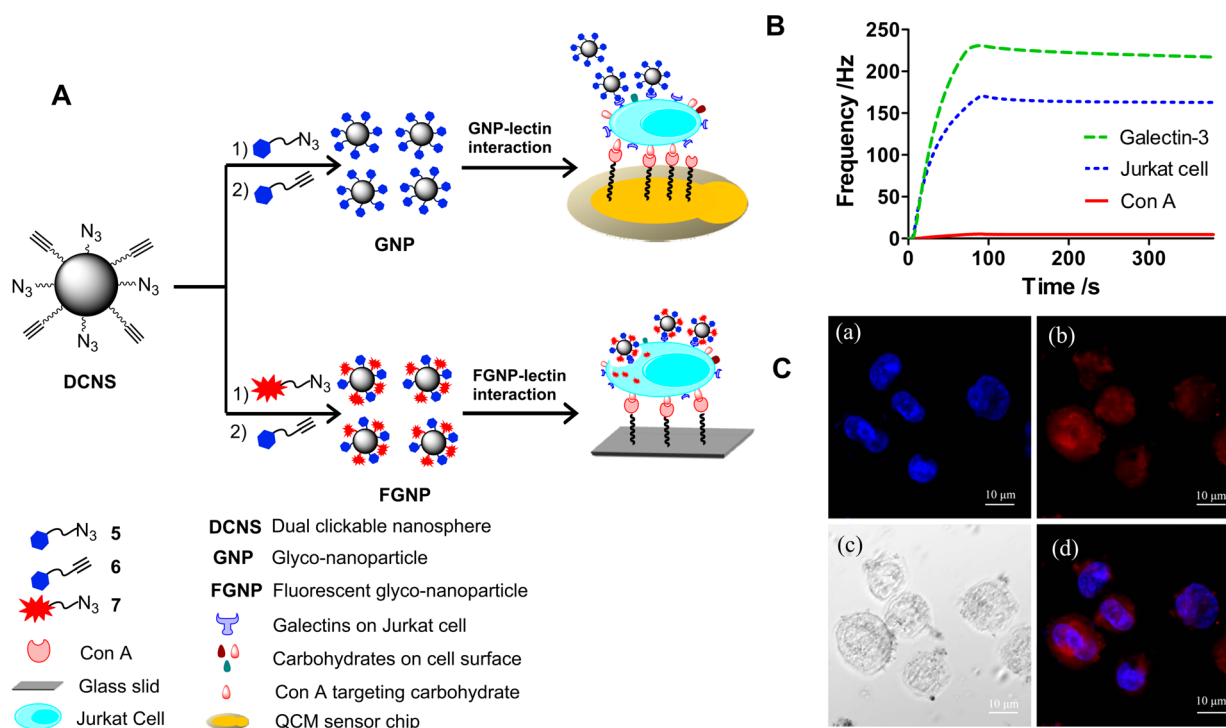 A
DCNS
N3
N3
N3
N3
1)
N3
2)
GNP
GNP-lectin
interaction
1)
N3
2)
FGNP
FGNP-lectin
interaction
N3 5
6
N3 7
Con A
Glass slid
Jurkat Cell
DCNS Dual clickable nanosphere
GNP Glyco-nanoparticle
FGNP Fluorescent glyco-nanoparticle
Galectins on Jurkat cell
Carbohydrates on cell surface
Con A targeting carbohydrate
QCM sensor chip
B
Frequency /Hz
250
200
150
100
50
0
0 100 200 300
Time /s
Galectin-3
Jurkat cell
Con A
C
(a)
10 μm
(b)
10 μm
(c)
10 μm
(d)
10 μm